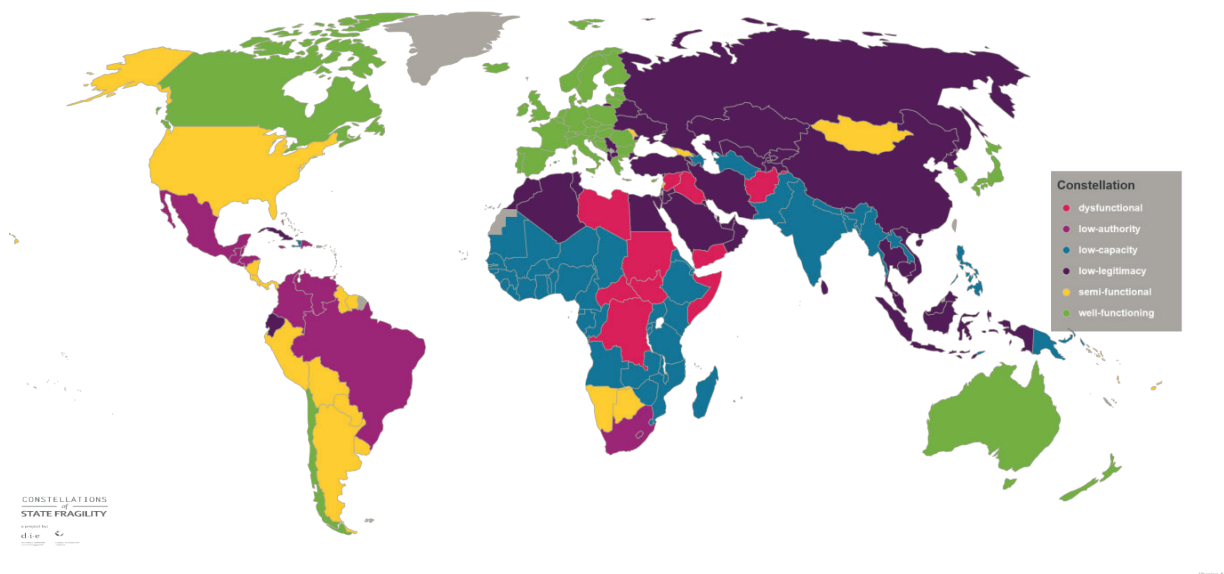 Constellation
dysfunctional
low-authority
low-capacity
low-legitimacy
semi-functional
well-functioning
CONSTELLATIONS
of
STATE FRAGILITY
a project by:
d·i·e